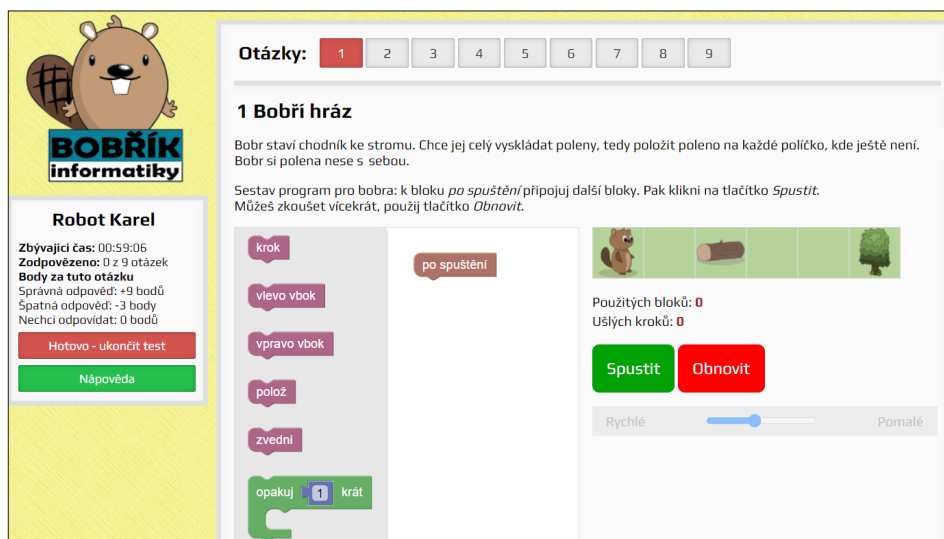 BOBŘÍK
informatiky
Robot Karel
Zbývající čas: 00:59:06
Zodpovězeno: 0 z 9 otázek
Body za tuto otázku
Správná odpověď: +9 bodů
Špatná odpověď: -3 body
Nechci odpovídat: 0 bodů
Hotovo - ukončit test
Nápověda
Otázky: 1 2 3 4 5 6 7 8 9
1 Bobří hráz
Bobr staví chodník ke stromu. Chce jej celý vyskládat poleny, tedy položit poleno na každé políčko, kde ještě není.
Bobr si polena nese s sebou.
Sestav program pro bobra: k bloku po spuštění připojuj další bloky. Pak klikni na tlačítko Spustit.
Můžeš zkoušet vícekrát, použij tlačítko Obnovit.
krok
vlevo vbok
vpravo vbok
polož
zvedni
opakuj 1 krát
po spuštění
Použitých bloků: 0
Ušlých kroků: 0
Spustit Obnovit
Rychlé Pomalé